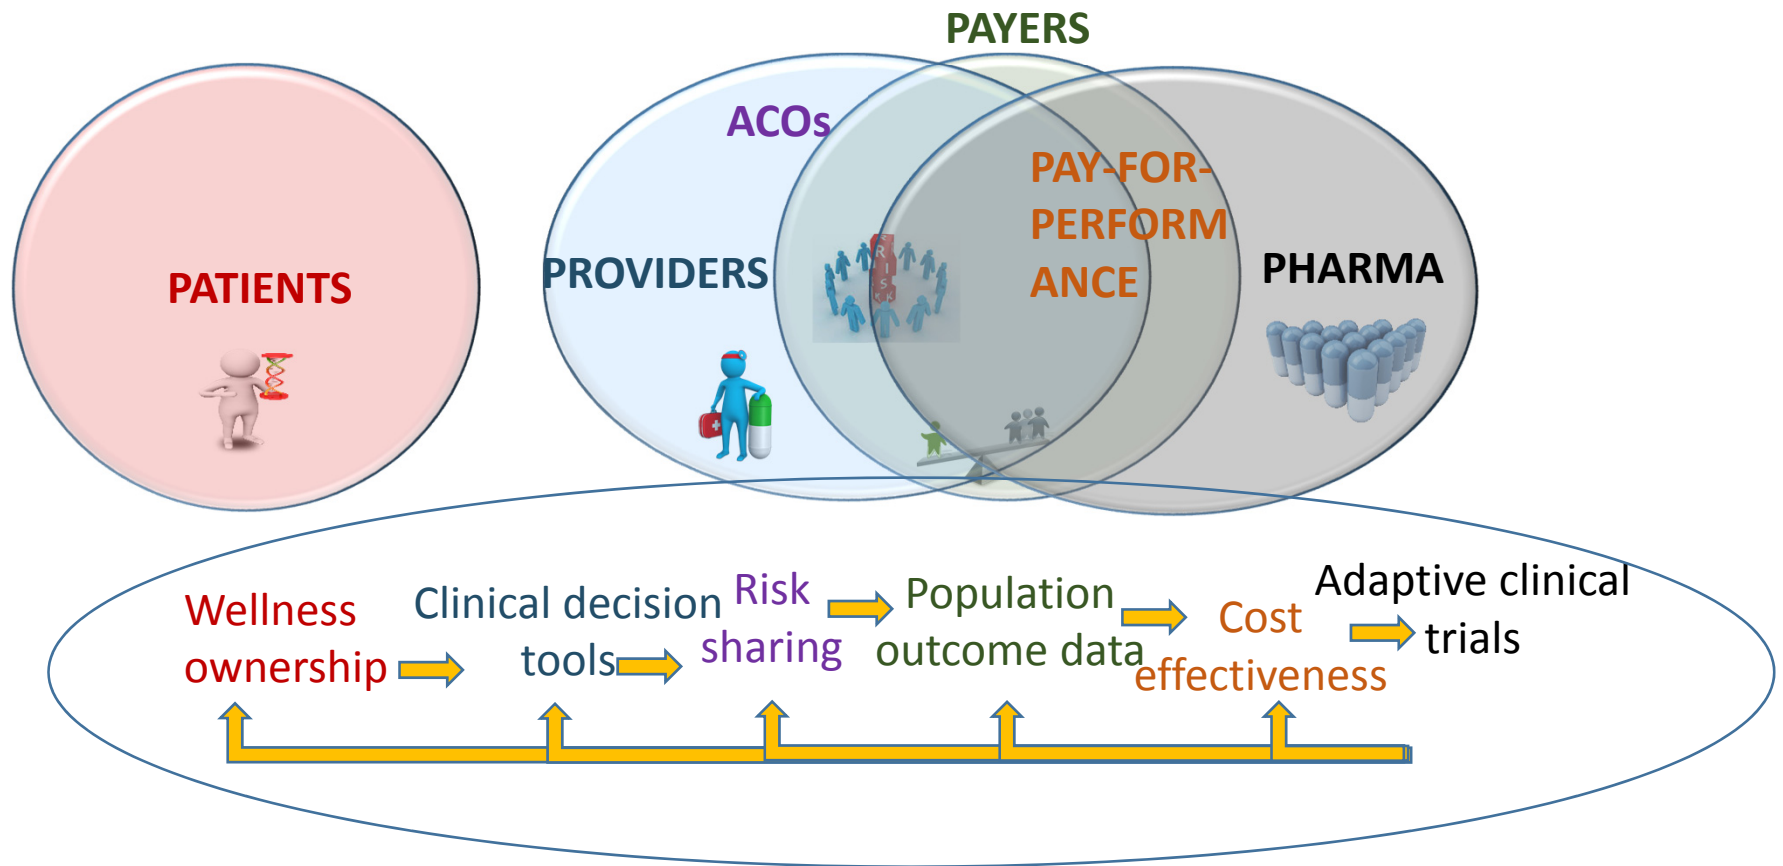 PAYERS
ACOs
PAY-FOR-
PERFORM
ANCE
PATIENTS
PROVIDERS
RISK
PHARMA
Wellness
ownership
Clinical decision
tools
Risk
sharing
Population
outcome data
Cost
effectiveness
Adaptive clinical
trials